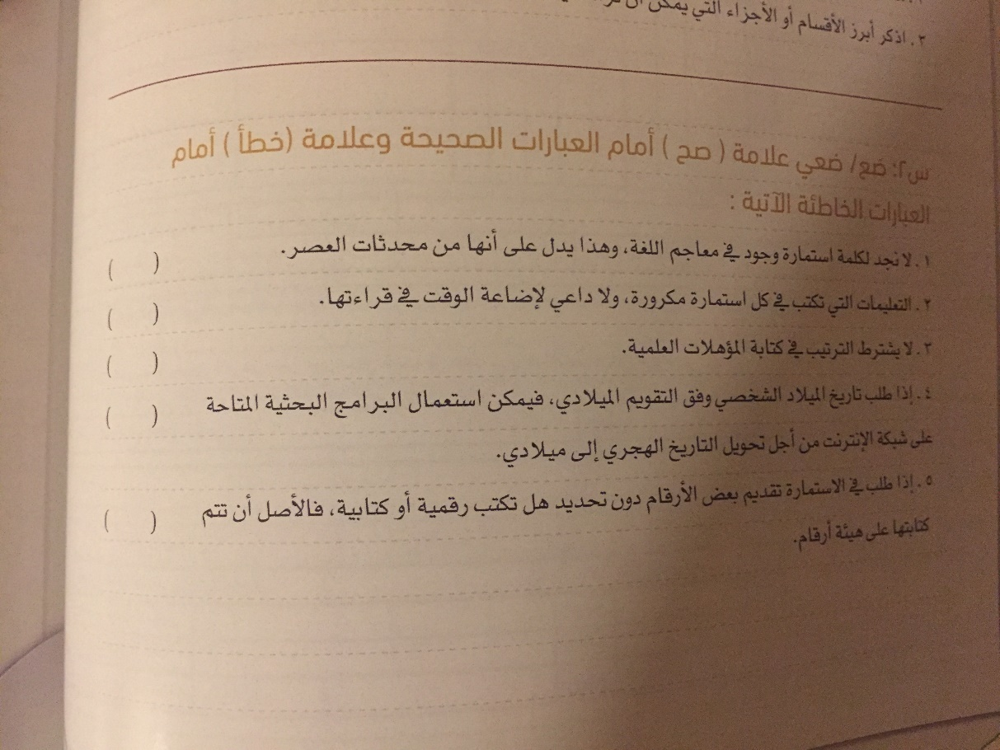 ٢. اذكر أبرز الأقسام أو الأجزاء التي يمكن أن
س٢: ضع/ ضعي علامة ( صح ) أمام العبارات الصحيحة وعلامة (خطأ ) أمام
العبارات الخاطئة الآتية :
١. لا نجد لكلمة استمارة وجود في معاجم اللغة، وهذا يدل على أنها من محدثات العصر. ( )
٢. التعليمات التي تكتب في كل استمارة مكرورة، ولا داعي لإضاعة الوقت في قراءتها. ( )
٣. لا يشترط الترتيب في كتابة المؤهلات العلمية. ( )
٤. إذا طلب تاريخ الميلاد الشخصي وفق التقويم الميلادي، فيمكن استعمال البرامج البحثية المتاحة ( )
على شبكة الإنترنت من أجل تحويل التاريخ الهجري إلى ميلادي.
٥. إذا طلب في الاستمارة تقديم بعض الأرقام دون تحديد هل تكتب رقمية أو كتابية، فالأصل أن تتم ( )
كتابتها على هيئة أرقام.